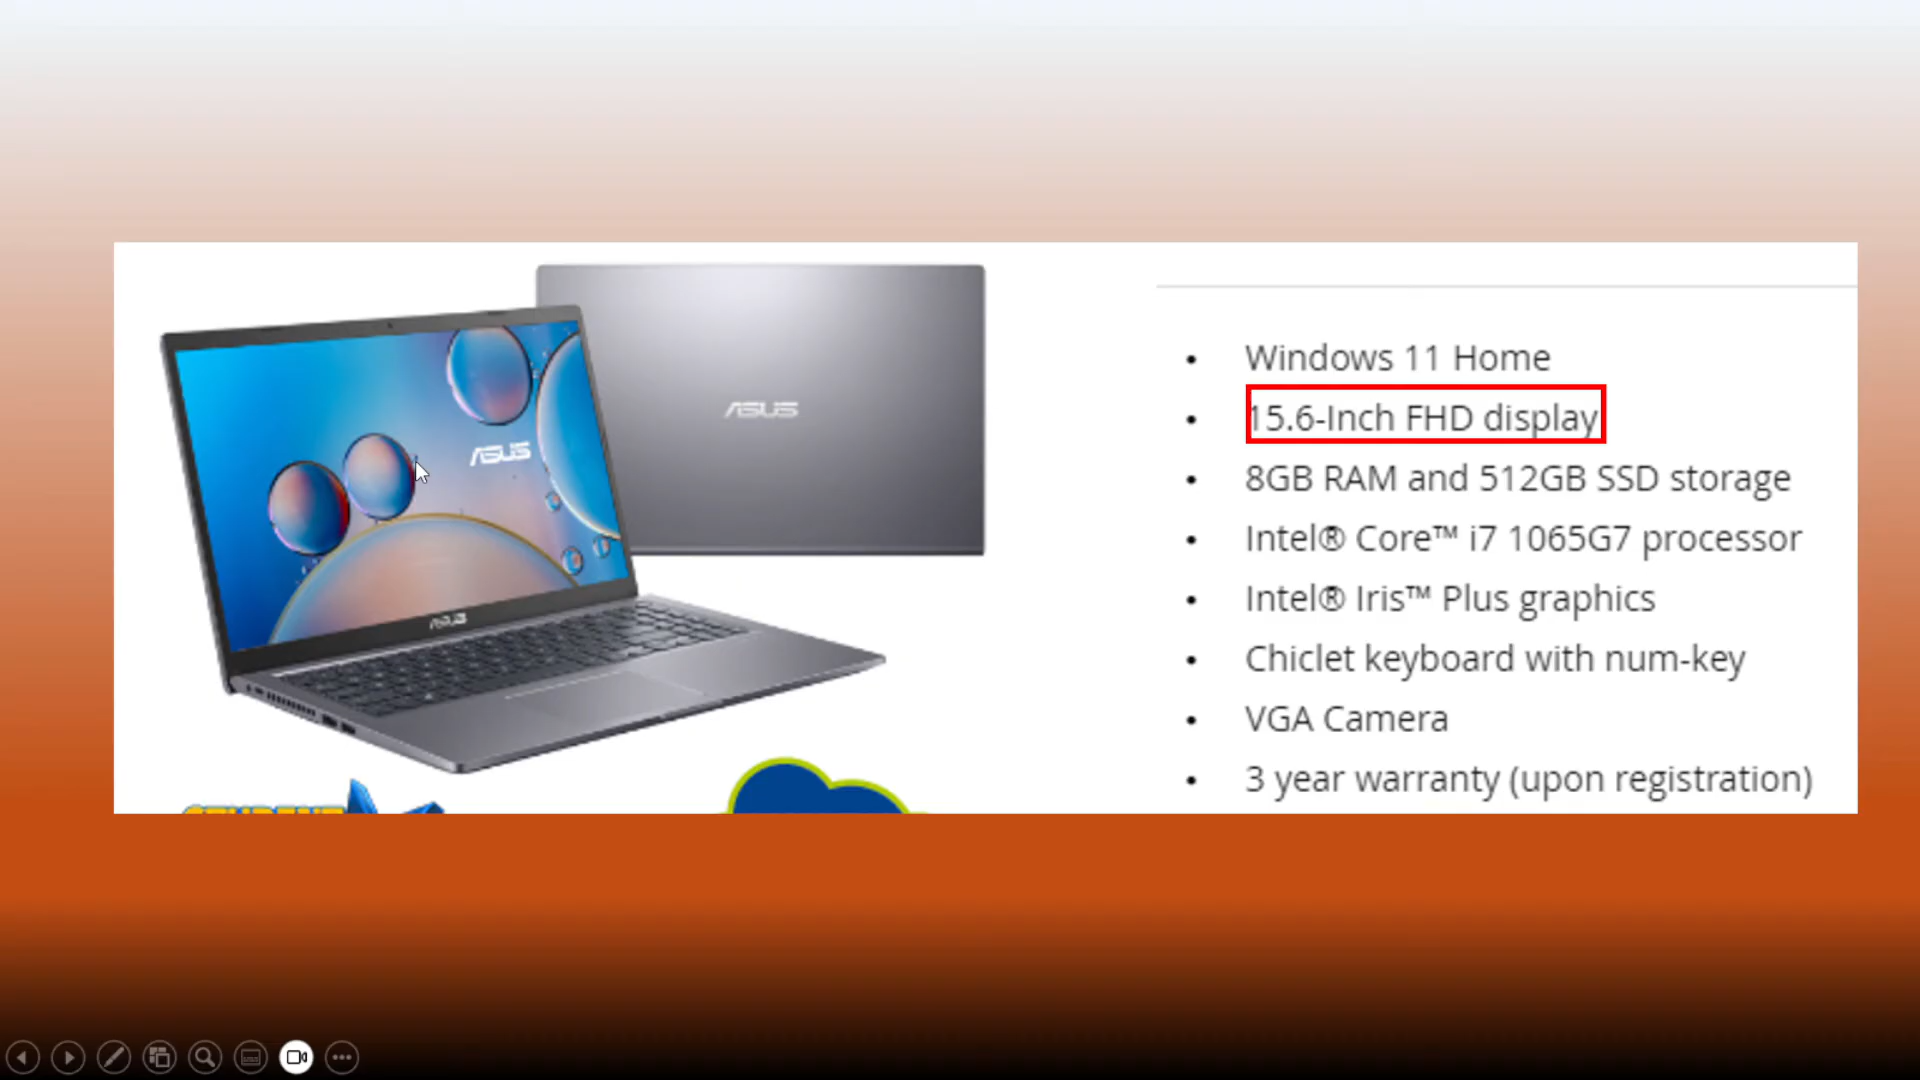 ASUS
ASUS
ASUS
Windows 11 Home
15.6-Inch FHD display
8GB RAM and 512GB SSD storage
Intel® Core™ i7 1065G7 processor
Intel® Iris™ Plus graphics
Chiclet keyboard with num-key
VGA Camera
3 year warranty (upon registration)